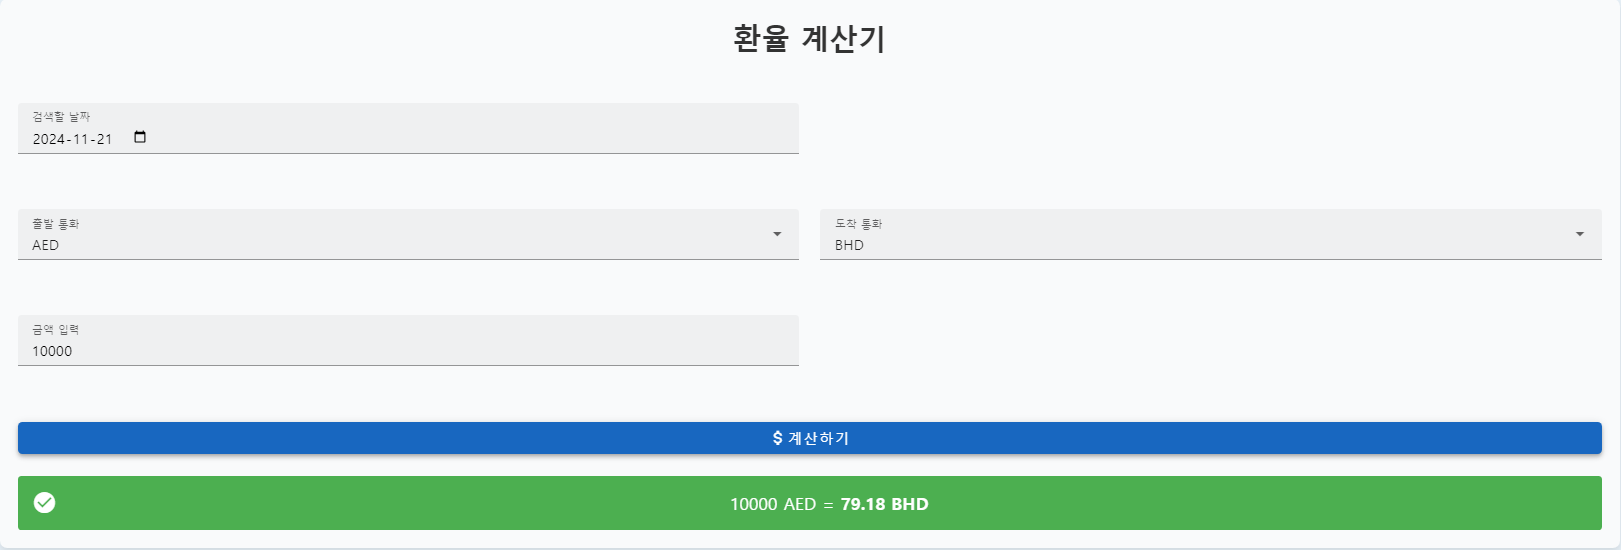 환율 계산기
검색할 날짜
2024-11-21
출발 통화
AED
도착 통화
BHD
금액 입력
10000
$ 계산하기
10000 AED = 79.18 BHD